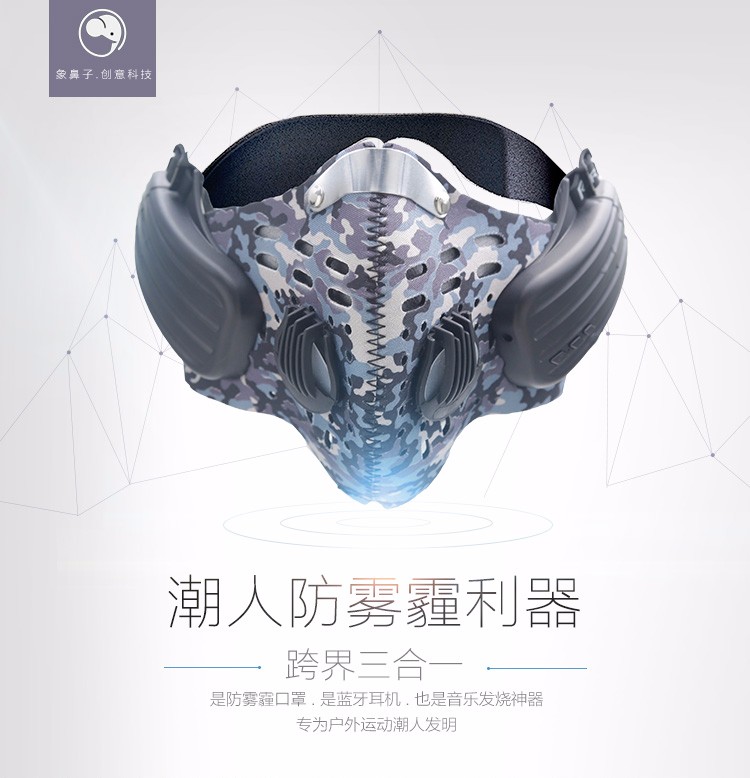 象鼻子.创意科技
潮人防雾霾利器
跨界三合一
是防雾霾口罩.是蓝牙耳机.也是音乐发烧神器
专为户外运动潮人发明